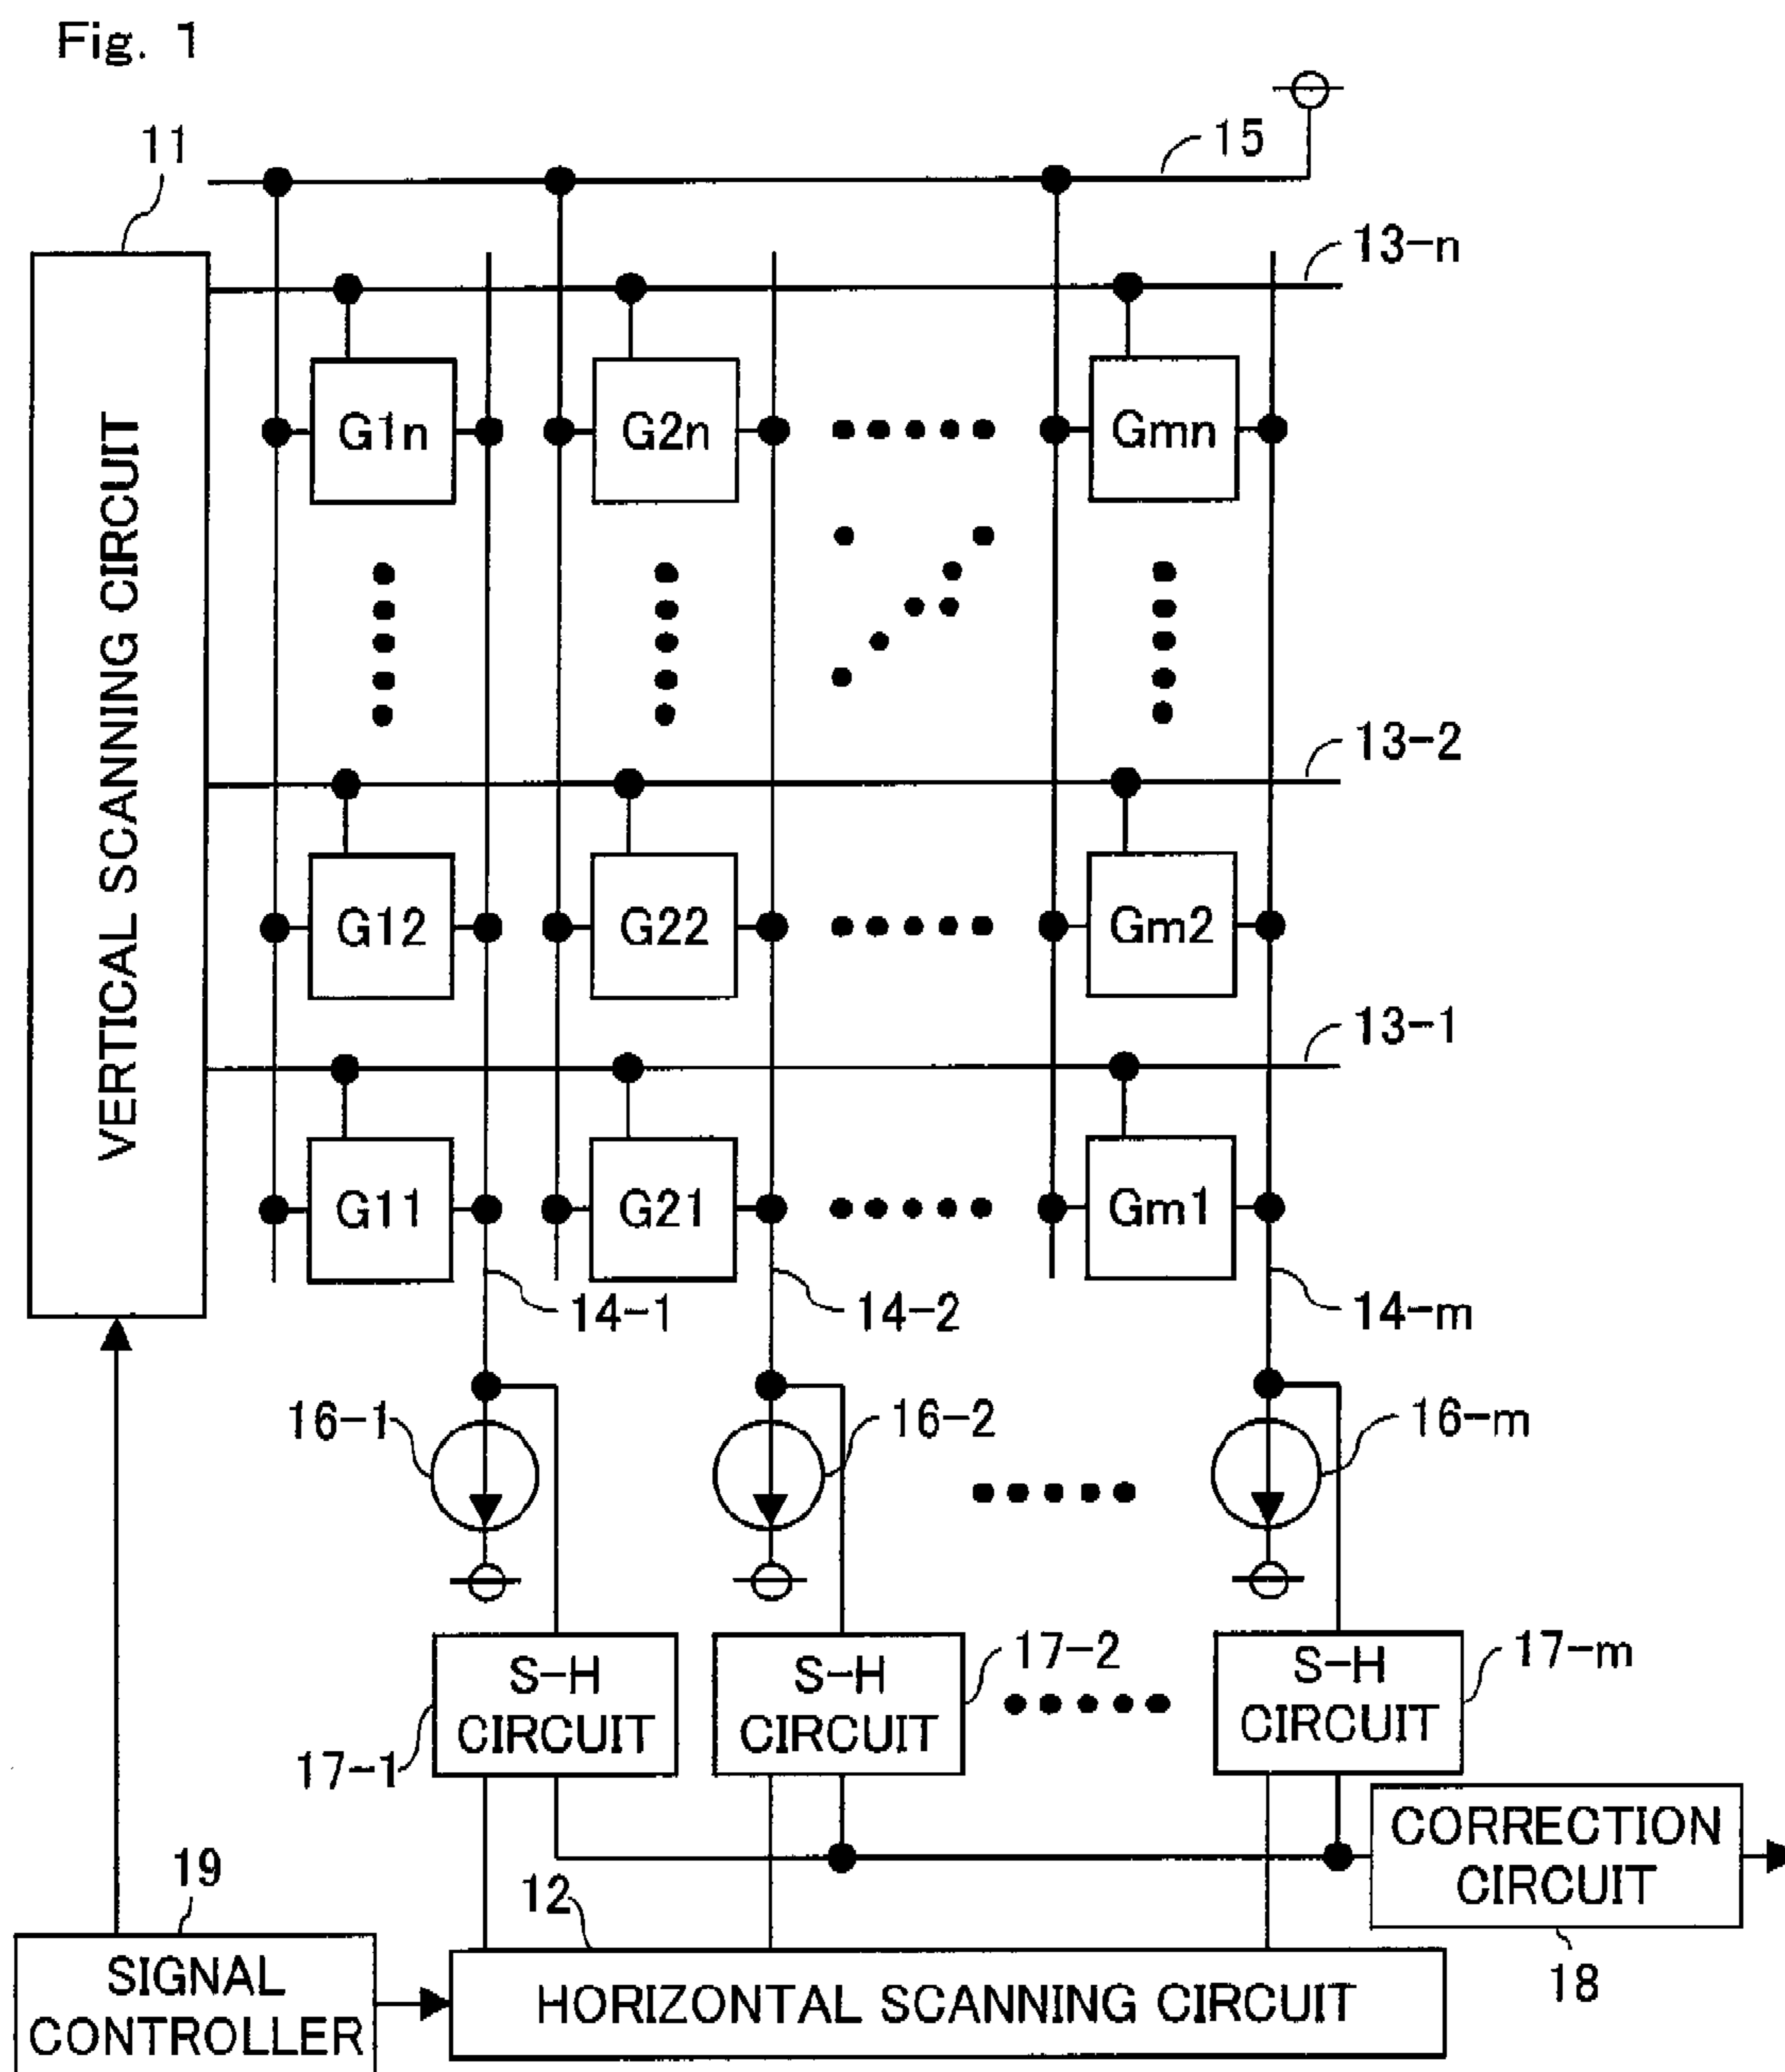 Fig. 1
15
11
13-n
G1n
G2n
Gmn
VERTICAL SCANNING CIRCUIT
13-2
G12
G22
Gm2
13-1
G11
G21
Gm1
14-1
14-2
14-m
16-1
16-2
16-m
S-H
CIRCUIT
17-1
S-H
CIRCUIT
17-2
S-H
CIRCUIT
17-m
CORRECTION
CIRCUIT
18
19
12
SIGNAL
CONTROLLER
HORIZONTAL SCANNING CIRCUIT